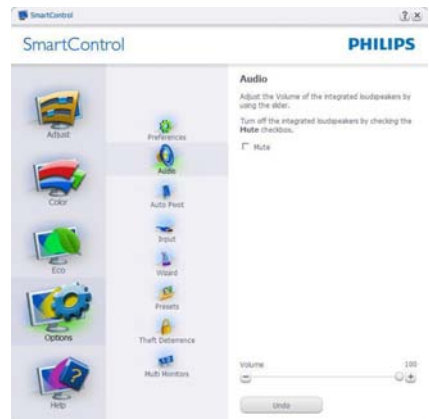 SmartControl
? ×
SmartControl
PHILIPS
Adjust
Color
Eco
Options
Help
Preferences
Audio
Auto Pivot
Input
Wizard
Presets
Theft Deterrence
Multi Monitors
Audio
Adjust the Volume of the integrated loudspeakers by
using the slider.
Turn off the integrated loudspeakers by checking the
Mute checkbox.
Mute
Volume
100
Undo